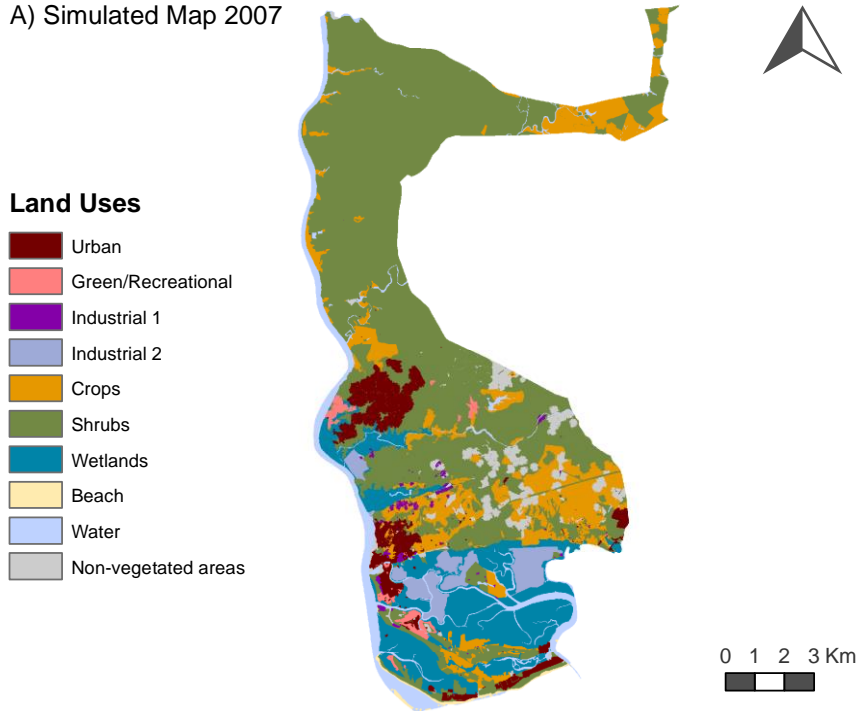 A) Simulated Map 2007
Land Uses
Urban
Green/Recreational
Industrial 1
Industrial 2
Crops
Shrubs
Wetlands
Beach
Water
Non-vegetated areas
0 1 2 3 Km